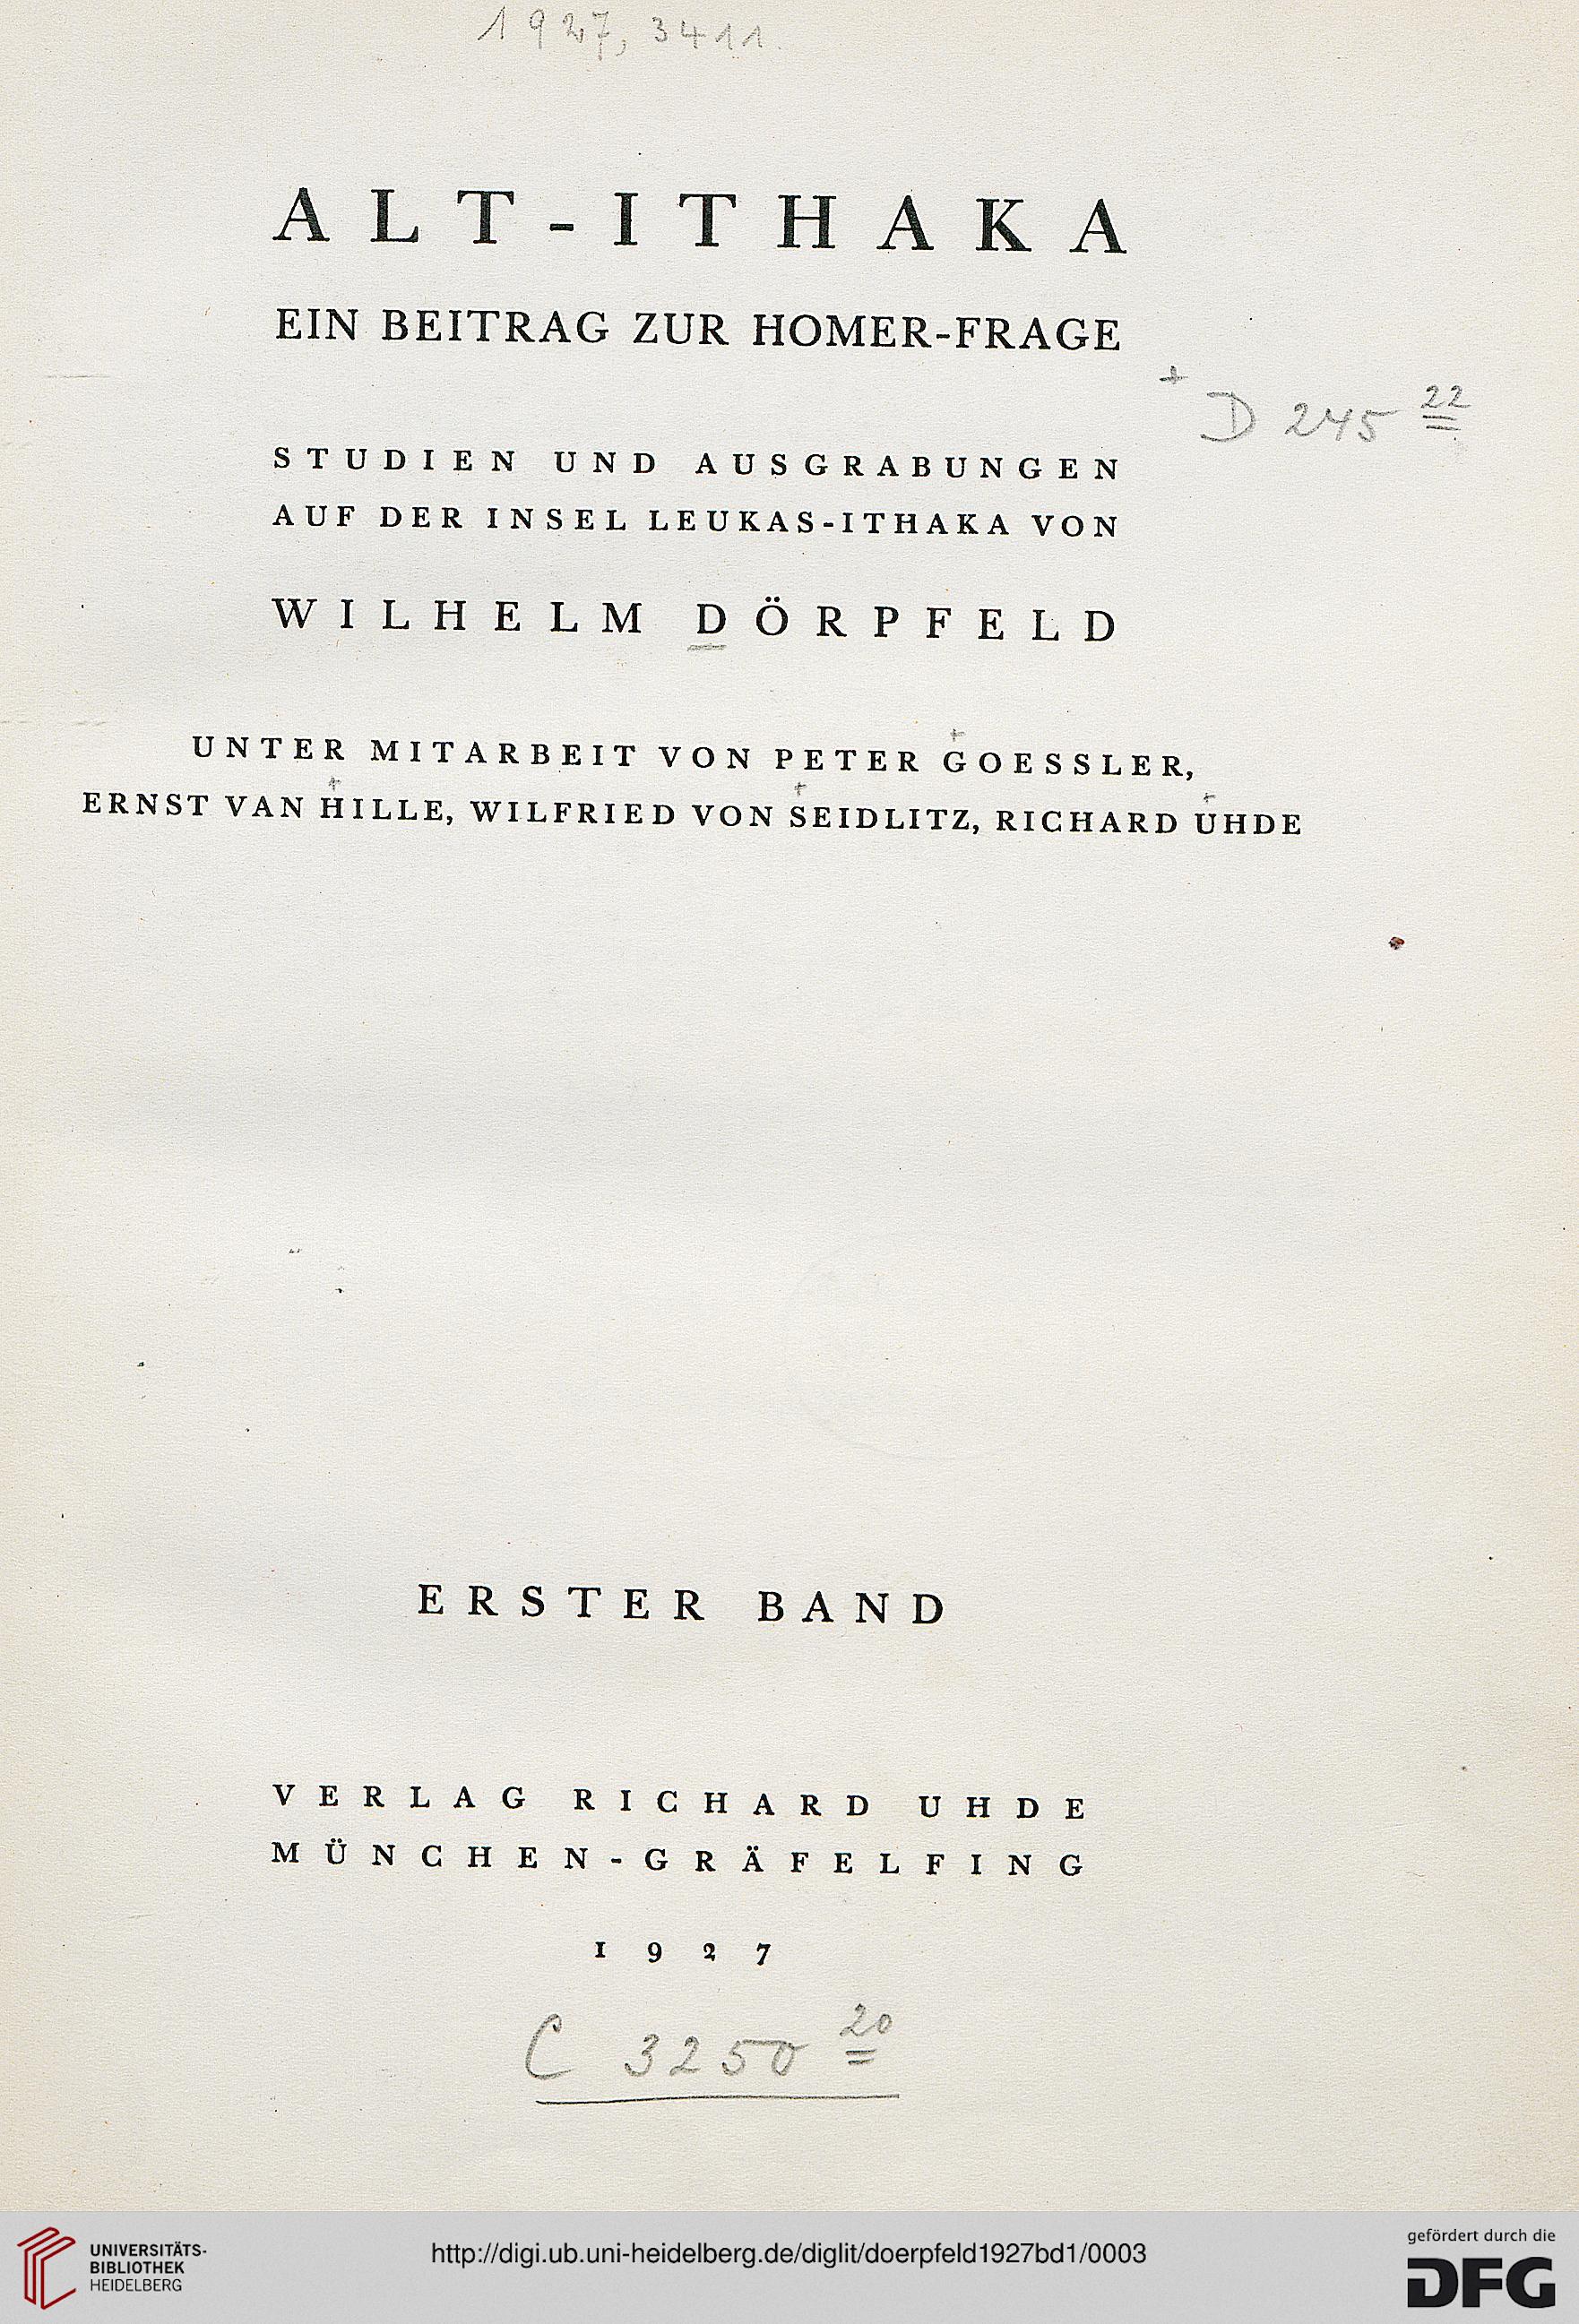 1927, 3411.
ALT-ITHAKA
EIN BEITRAG ZUR HOMER-FRAGE
+ D 245 22
STUDIEN UND AUSGRABUNGEN
AUF DER INSEL LEUKAS-ITHAKA VON
WILHELM DÖRPFELD
UNTER MITARBEIT VON PETER GOESSLER,
ERNST VAN HILLE, WILFRIED VON SEIDLITZ, RICHARD UHDE
ERSTER BAND
VERLAG RICHARD UHDE
MÜNCHEN-GRÄFELFING
1927
C 3250 20
UNIVERSITÄTS-
BIBLIOTHEK
HEIDELBERG
http://digi.ub.uni-heidelberg.de/diglit/doerpfeld1927bd1/0003
gefördert durch die
DFG